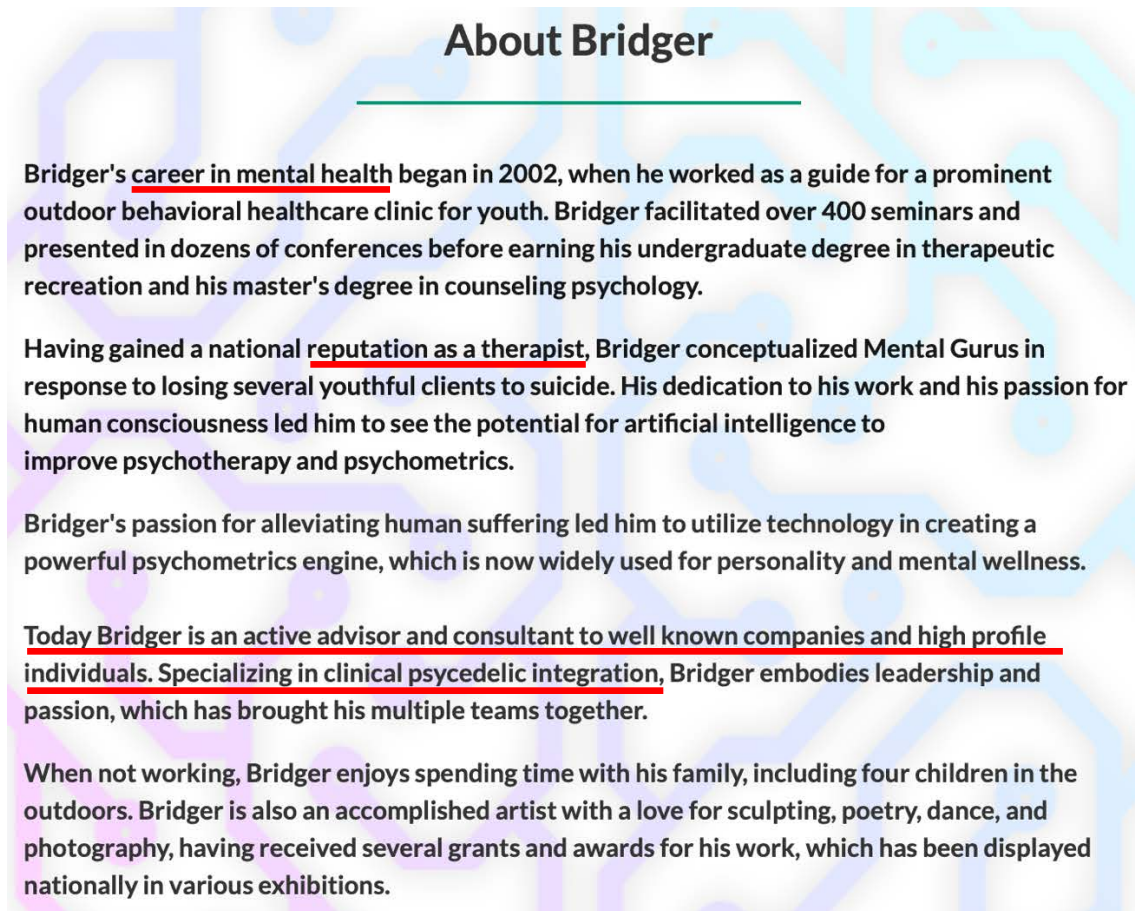 About Bridger
Bridger's career in mental health began in 2002, when he worked as a guide for a prominent
outdoor behavioral healthcare clinic for youth. Bridger facilitated over 400 seminars and
presented in dozens of conferences before earning his undergraduate degree in therapeutic
recreation and his master's degree in counseling psychology.
Having gained a national reputation as a therapist, Bridger conceptualized Mental Gurus in
response to losing several youthful clients to suicide. His dedication to his work and his passion for
human consciousness led him to see the potential for artificial intelligence to
improve psychotherapy and psychometrics.
Bridger's passion for alleviating human suffering led him to utilize technology in creating a
powerful psychometrics engine, which is now widely used for personality and mental wellness.
Today Bridger is an active advisor and consultant to well known companies and high profile
individuals. Specializing in clinical psycedelic integration, Bridger embodies leadership and
passion, which has brought his multiple teams together.
When not working, Bridger enjoys spending time with his family, including four children in the
outdoors. Bridger is also an accomplished artist with a love for sculpting, poetry, dance, and
photography, having received several grants and awards for his work, which has been displayed
nationally in various exhibitions.